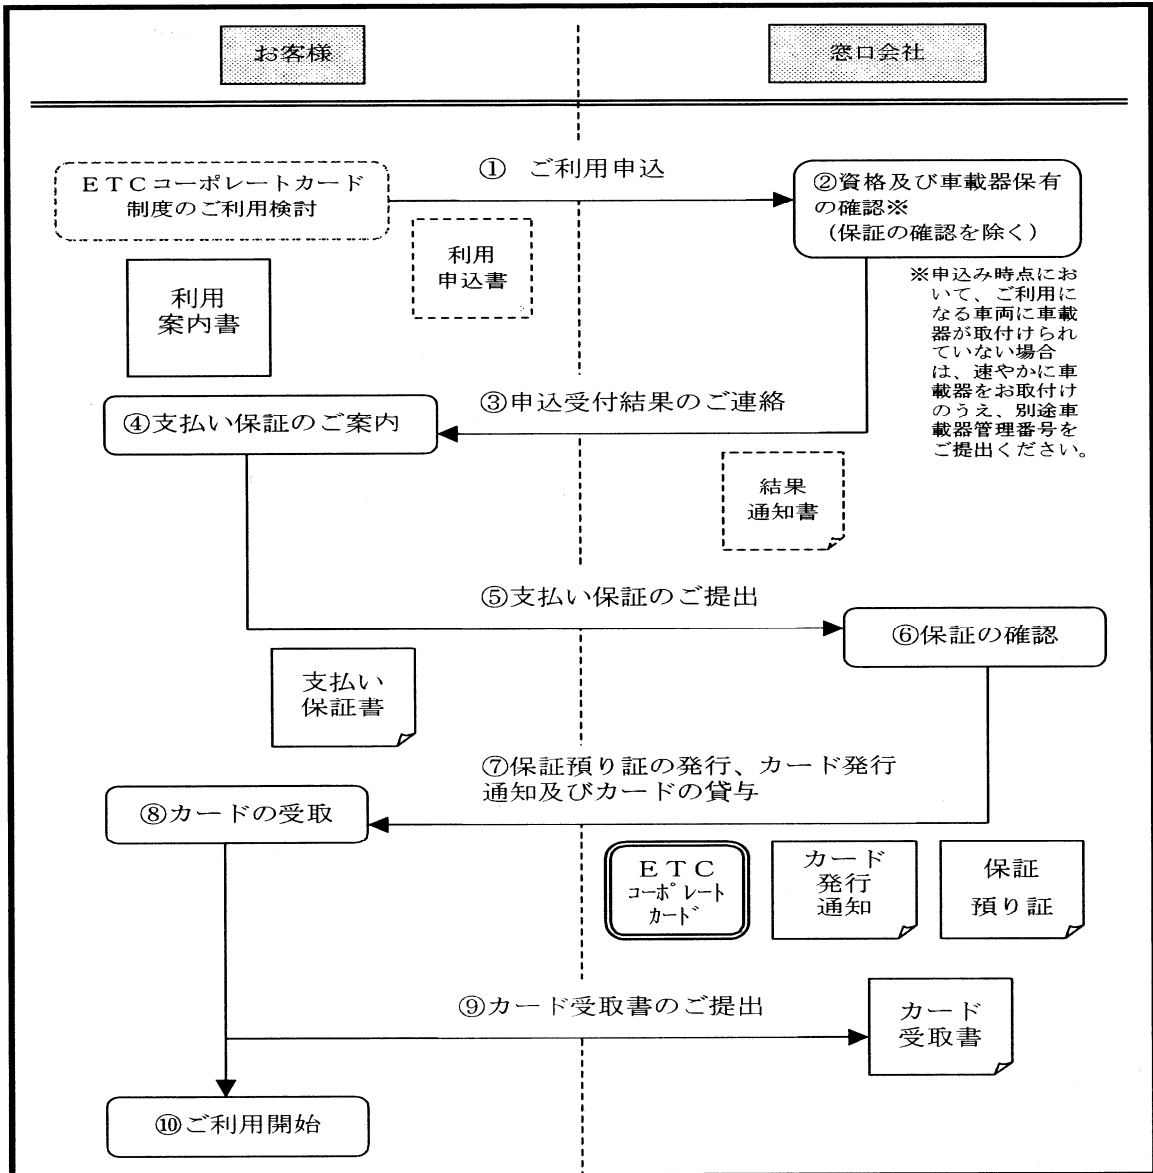 お客様
窓口会社
① ご利用申込
ＥＴＣコーポレートカード
制度のご利用検討
②資格及び車載器保有
の確認※
（保証の確認を除く）
利用
申込書
利用
案内書
※申込み時点にお
いて、ご利用に
なる車両に車載
器が取付けられ
ていない場合
は、速やかに車
載器をお取付け
のうえ、別途車
載器管理番号を
ご提出ください。
③申込受付結果のご連絡
④支払い保証のご案内
結果
通知書
⑤支払い保証のご提出
⑥保証の確認
支払い
保証書
⑦保証預り証の発行、カード発行
通知及びカードの貸与
⑧カードの受取
ＥＴＣ
ｺｰﾎﾟﾚｰﾄ
ｶｰﾄﾞ
カード
発行
通知
保証
預り証
⑨カード受取書のご提出
カード
受取書
⑩ご利用開始